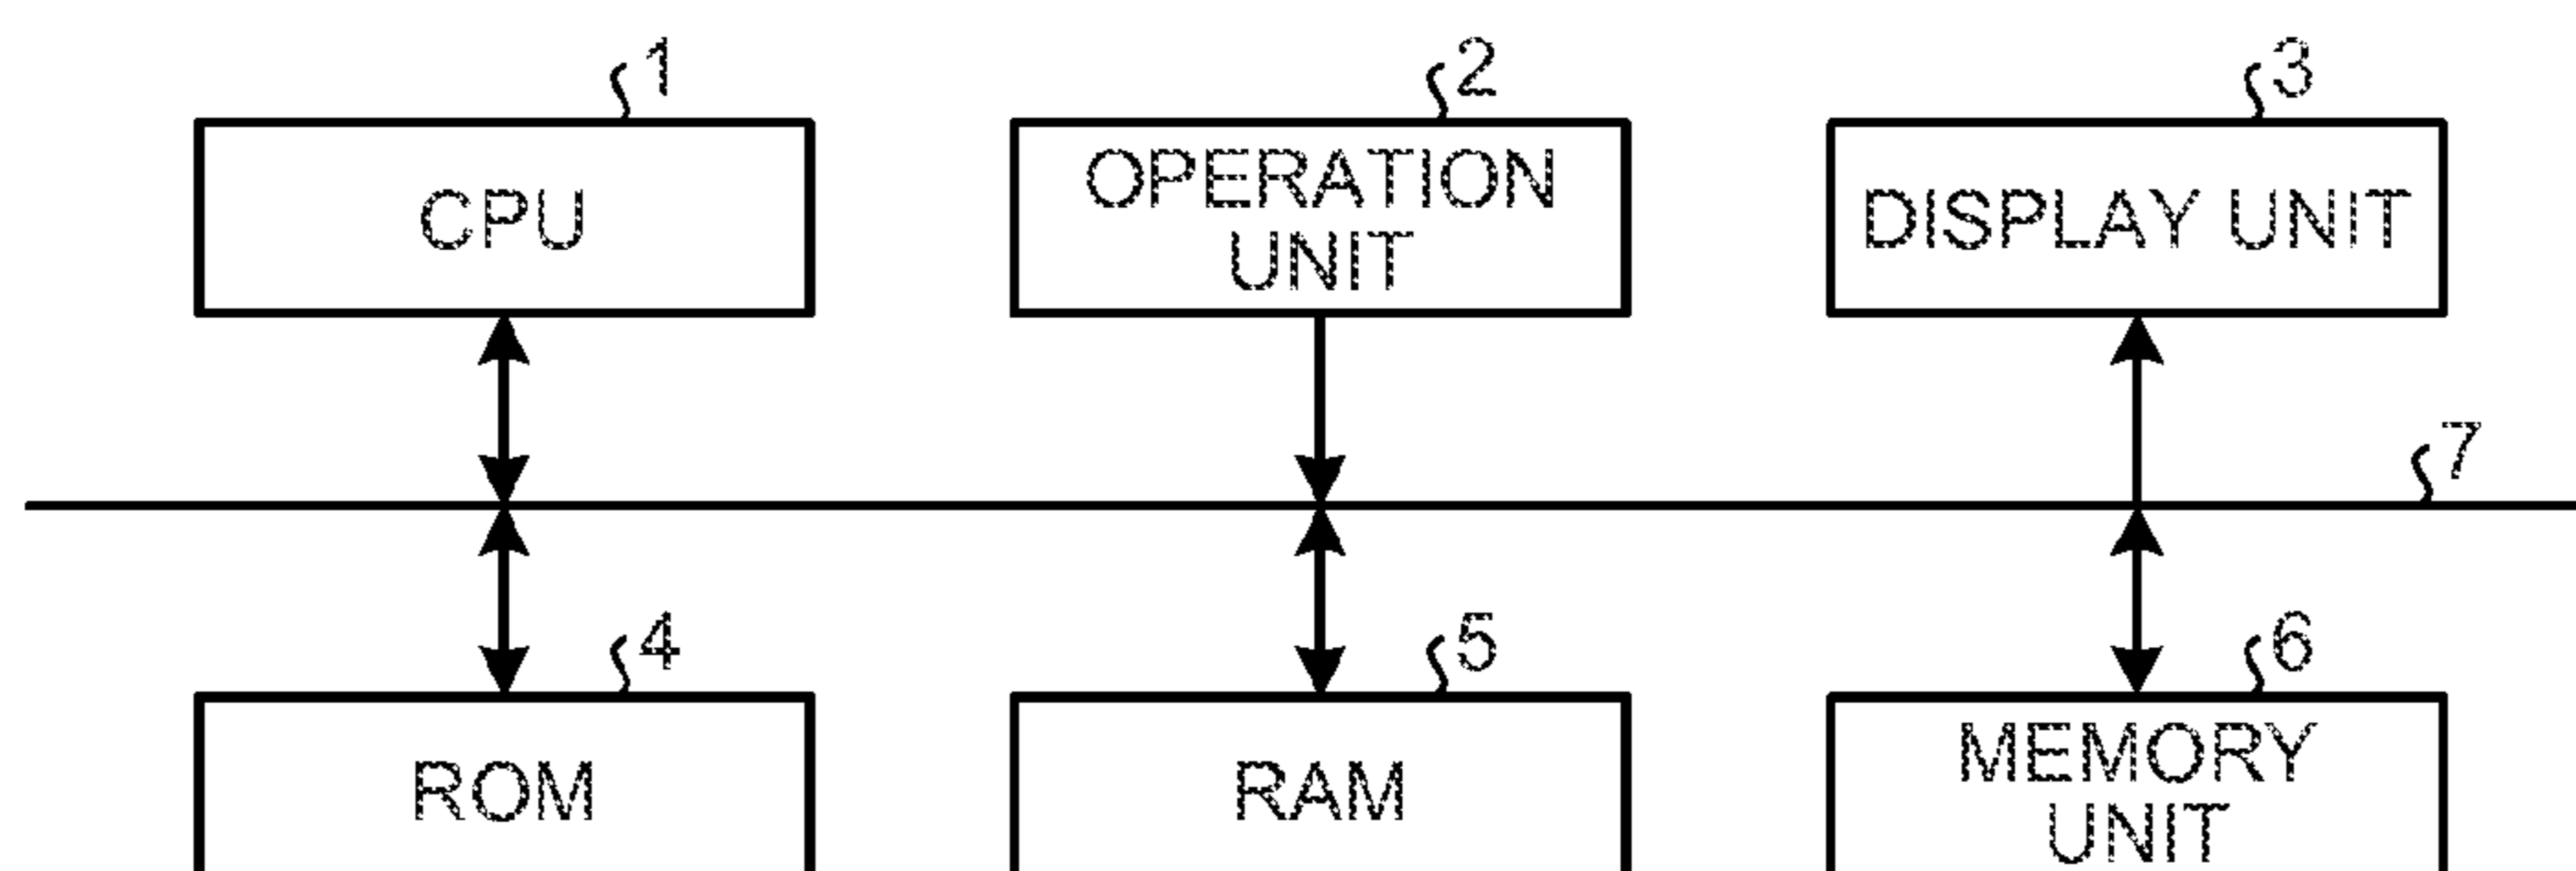 1
2
3
CPU
OPERATION
UNIT
DISPLAY UNIT
7
4
5
6
ROM
RAM
MEMORY
UNIT